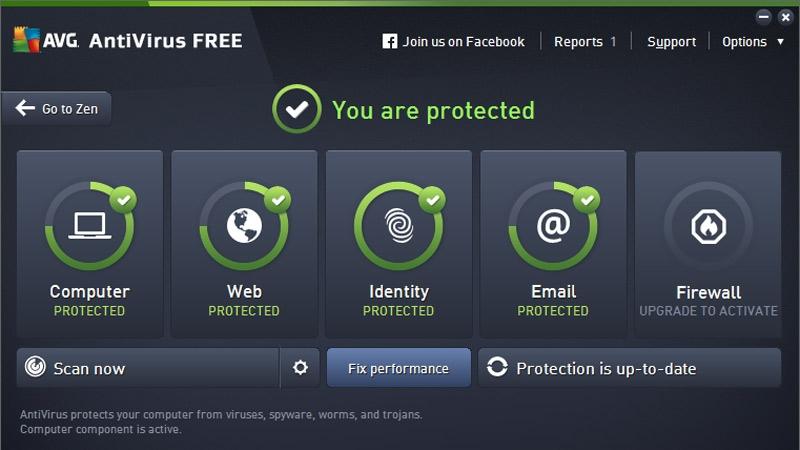 AVG. AntiVirus FREE
Join us on Facebook
Reports 1
Support
Options
Go to Zen
You are protected
Computer
PROTECTED
Web
PROTECTED
Identity
PROTECTED
Email
PROTECTED
Firewall
UPGRADE TO ACTIVATE
Scan now
Fix performance
Protection is up-to-date
AntiVirus protects your computer from viruses, spyware, worms, and trojans.
Computer component is active.